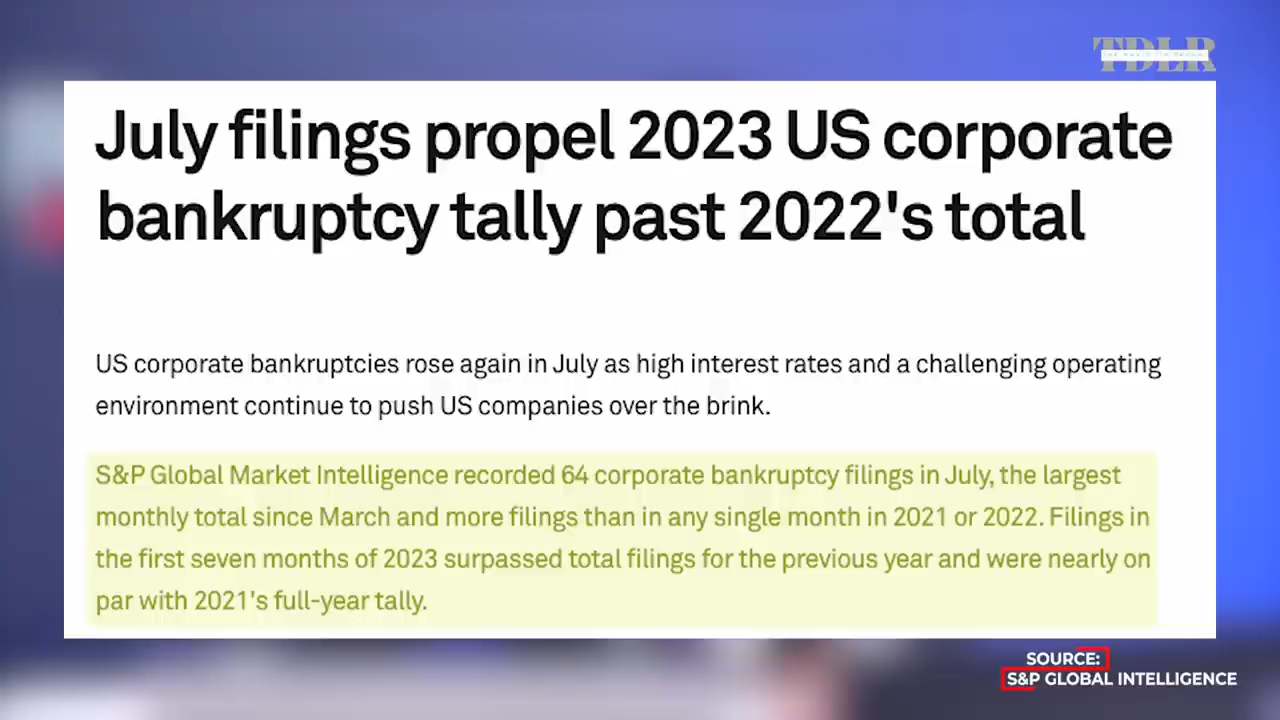 TDLR
July filings propel 2023 US corporate
bankruptcy tally past 2022's total
US corporate bankruptcies rose again in July as high interest rates and a challenging operating
environment continue to push US companies over the brink.
S&P Global Market Intelligence recorded 64 corporate bankruptcy filings in July, the largest
monthly total since March and more filings than in any single month in 2021 or 2022. Filings in
the first seven months of 2023 surpassed total filings for the previous year and were nearly on
par with 2021's full-year tally.
SOURCE:
S&P GLOBAL INTELLIGENCE